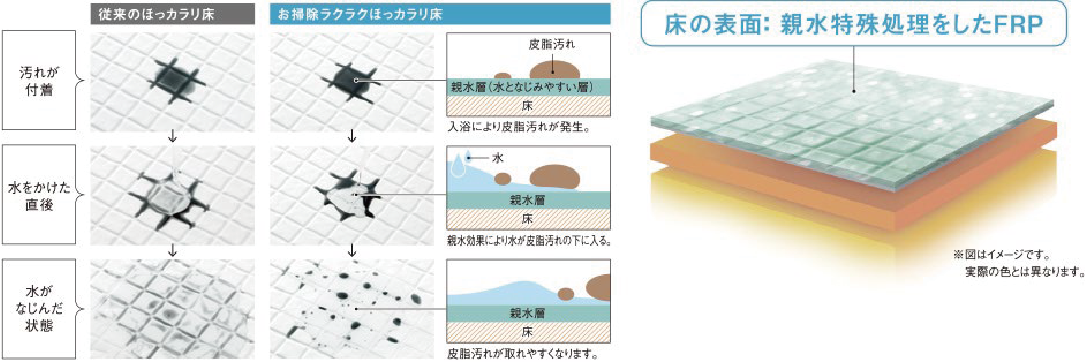 従来のほっカラリ床
お掃除ラクラクほっカラリ床
汚れが
付着
皮脂汚れ
親水層(水となじみやすい層)
床
入浴により皮脂汚れが発生。
水をかけた
直後
水
親水層
床
親水効果により水が皮脂汚れの下に入る。
水が
なじんだ
状態
親水層
床
皮脂汚れが取れやすくなります。
床の表面：親水特殊処理をしたFRP
※図はイメージです。
実際の色とは異なります。